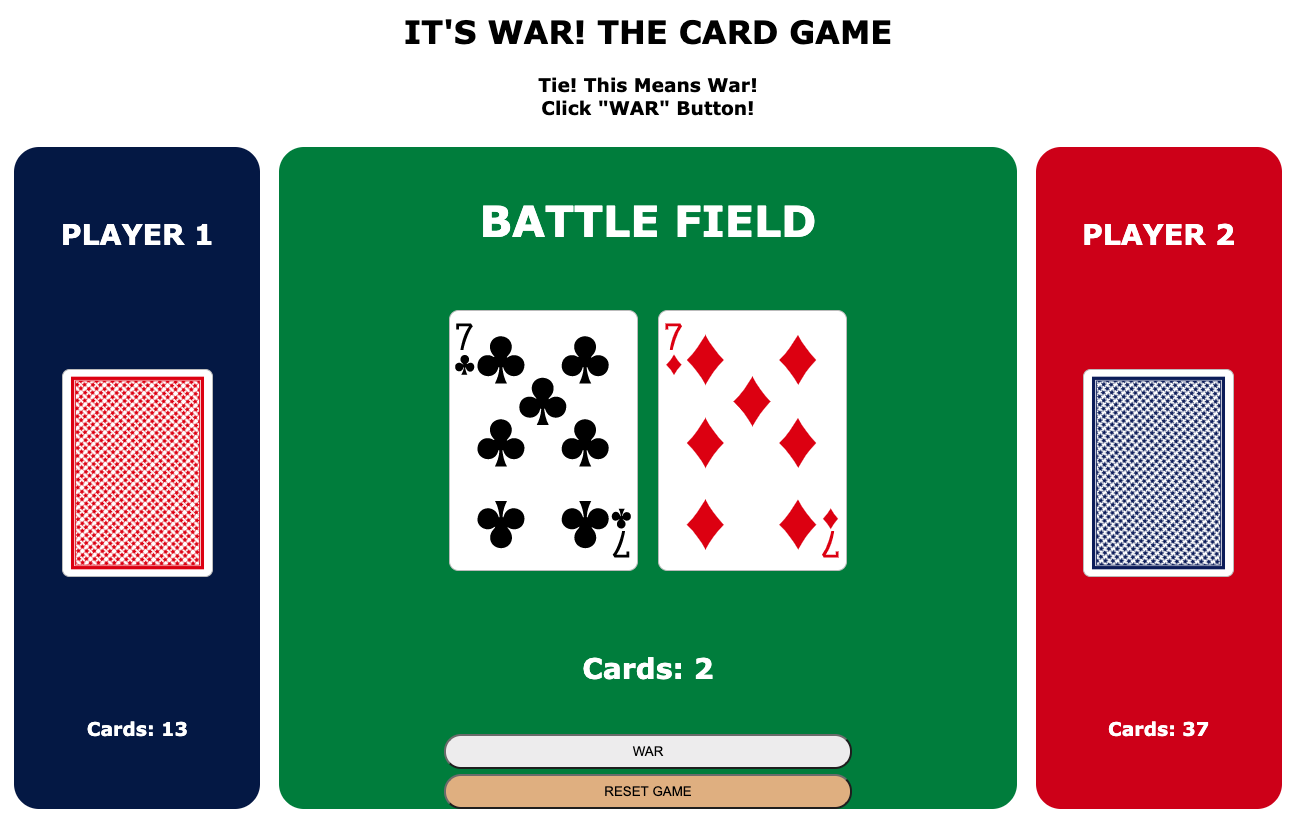 IT'S WAR! THE CARD GAME
Tie! This Means War!
Click "WAR" Button!
PLAYER 1
Cards: 13
BATTLE FIELD
7
7
7
7
Cards: 2
WAR
RESET GAME
PLAYER 2
Cards: 37